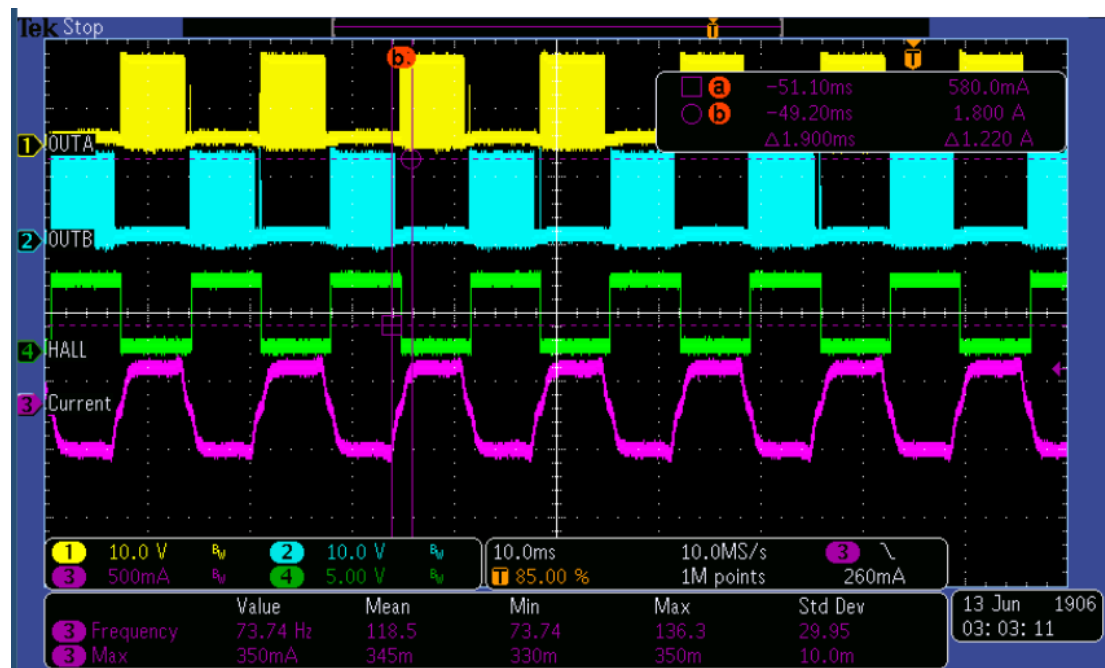 Tek Stop
T
b
T
a -51.10ms 580.0mA
b -49.20ms 1.800 A
Δ1.900ms Δ1.220 A
1 OUTA
2 OUTB
4 HALL
3 Current
1 10.0 V BW 2 10.0 V BW
3 500mA BW 4 5.00 V BW
10.0ms 10.0MS/s 3
T 85.00 % 1M points 260mA
Value Mean Min Max Std Dev
3 Frequency 73.74 Hz 118.5 73.74 136.3 29.95
3 Max 350mA 345m 330m 350m 10.0m
13 Jun 1906
03:03:11